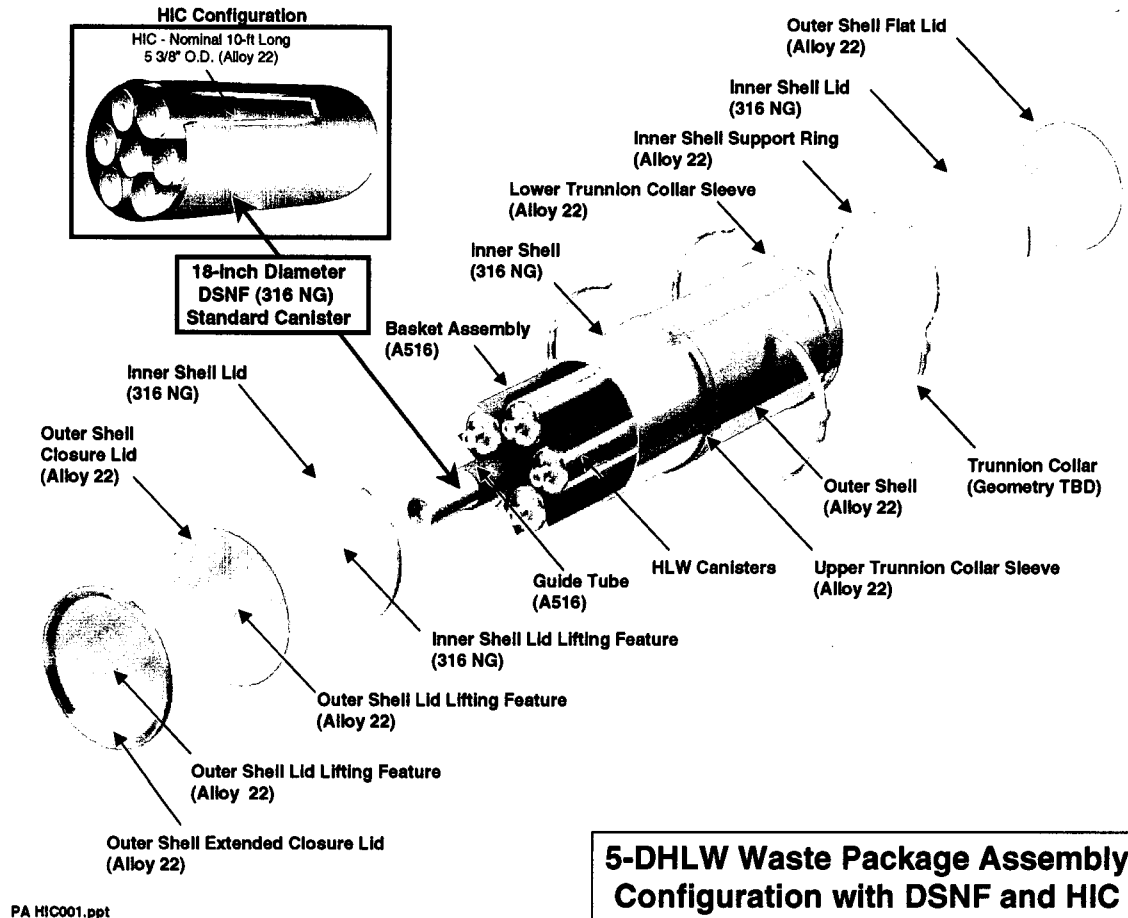 HIC Configuration
HIC - Nominal 10-ft Long
5 3/8" O.D. (Alloy 22)
18-inch Diameter
DSNF (316 NG)
Standard Canister
Outer Shell Flat Lid
(Alloy 22)
Inner Shell Lid
(316 NG)
Inner Shell Support Ring
(Alloy 22)
Lower Trunnion Collar Sleeve
(Alloy 22)
Inner Shell
(316 NG)
Basket Assembly
(A516)
Inner Shell Lid
(316 NG)
Outer Shell
Closure Lid
(Alloy 22)
Trunnion Collar
(Geometry TBD)
Outer Shell
(Alloy 22)
Upper Trunnion Collar Sleeve
(Alloy 22)
HLW Canisters
Guide Tube
(A516)
Inner Shell Lid Lifting Feature
(316 NG)
Outer Shell Lid Lifting Feature
(Alloy 22)
Outer Shell Lid Lifting Feature
(Alloy 22)
Outer Shell Extended Closure Lid
(Alloy 22)
5-DHLW Waste Package Assembly
Configuration with DSNF and HIC
PA HIC001.ppt